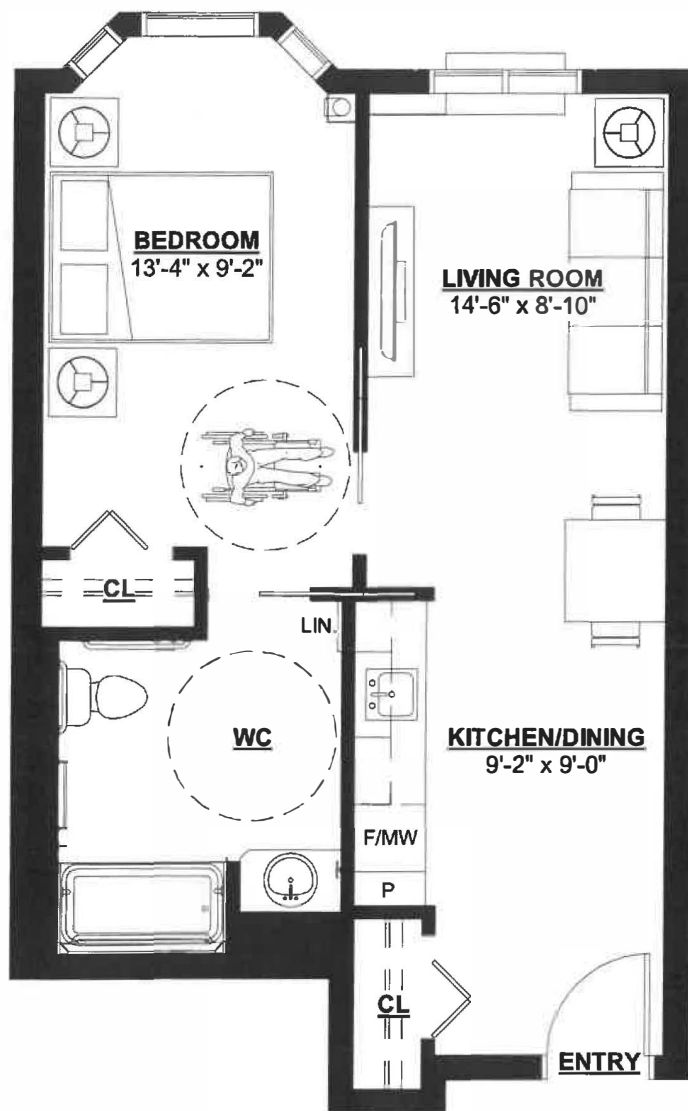 BEDROOM
13'-4" x 9'-2"
LIVING ROOM
14'-6" x 8'-10"
CL
LIN.
WC
KITCHEN/DINING
9'-2" x 9'-0"
F/MW
P
CL
ENTRY